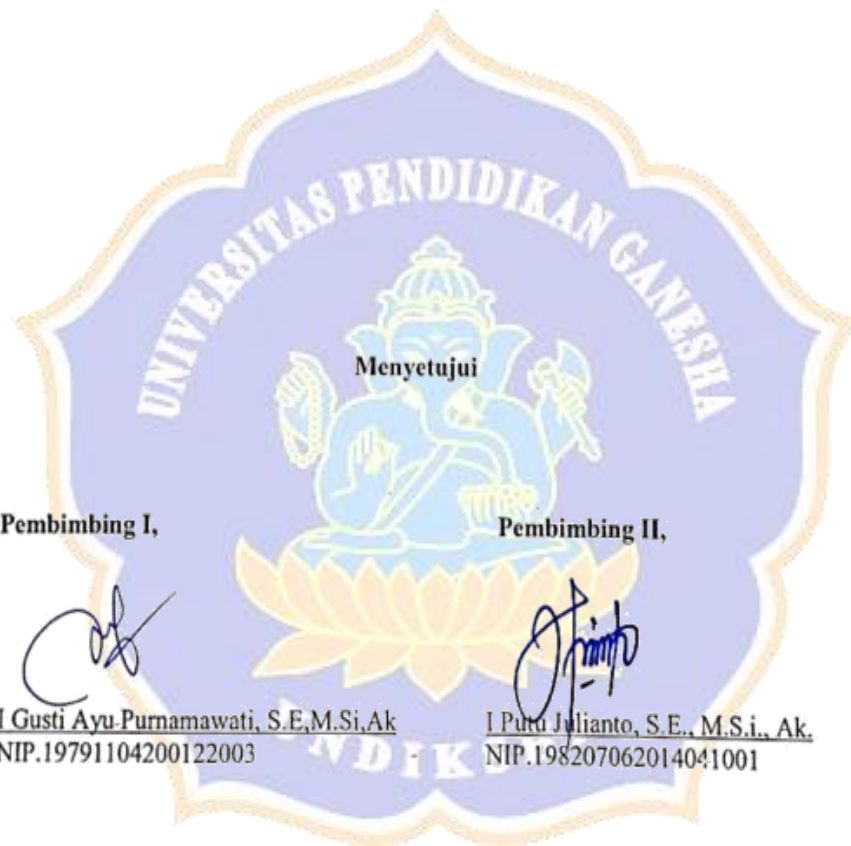 UNIVERSITAS PENDIDIKAN GANESHA
Menyetujui
Pembimbing I,
Pembimbing II,
I Gusti Ayu Purnamawati, S.E,M.Si,Ak
I Putu Julianto, S.E., M.S.i., Ak.
NIP.19791104200122003
NIP.198207062014041001